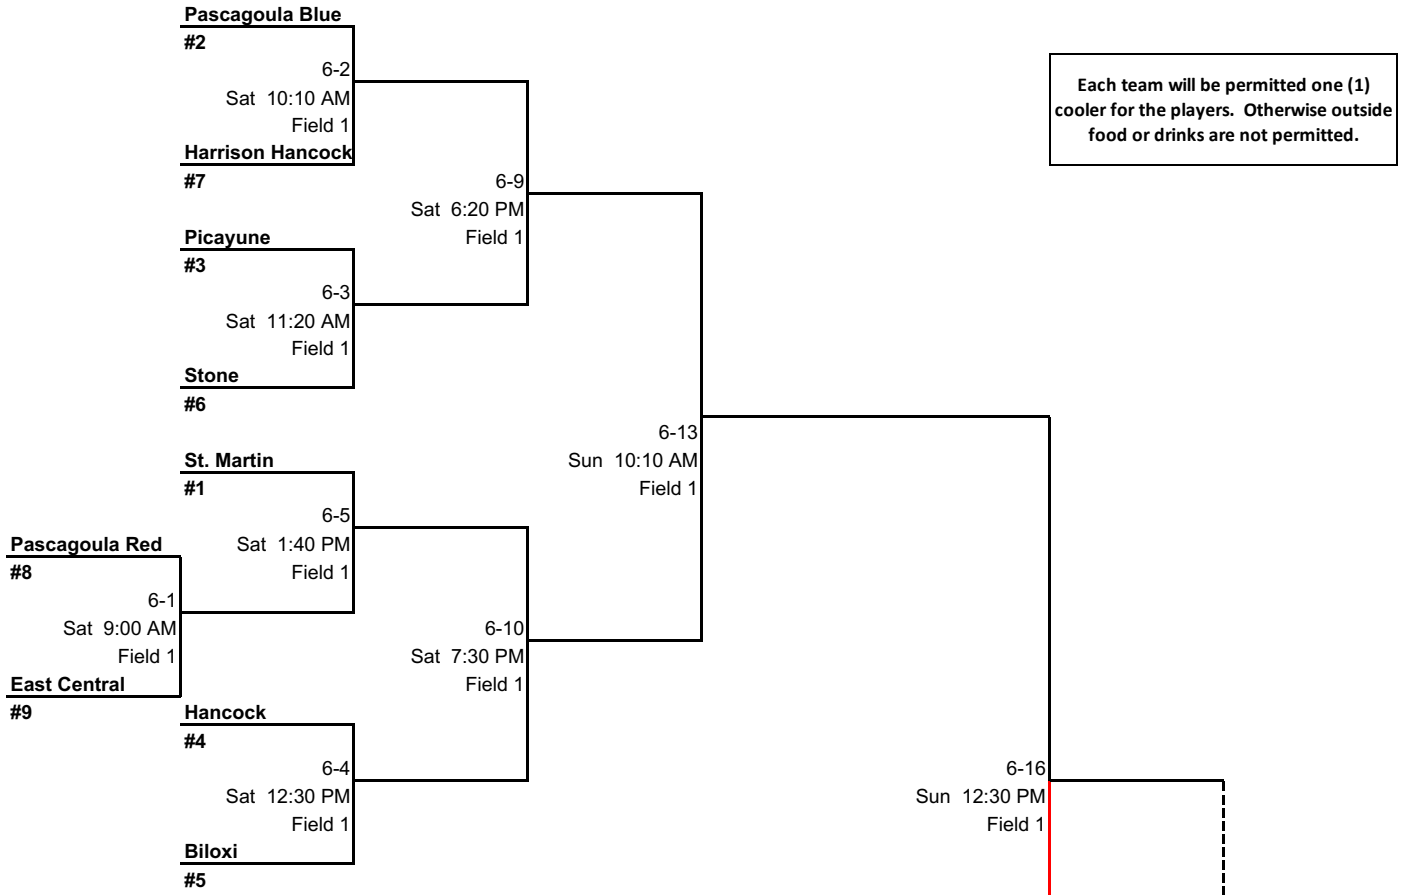 Pascagoula Blue
#2
6-2
Sat 10:10 AM
Field 1
Harrison Hancock
#7
6-9
Sat 6:20 PM
Field 1
Picayune
#3
6-3
Sat 11:20 AM
Field 1
Stone
#6
6-13
Sun 10:10 AM
Field 1
St. Martin
#1
6-5
Sat 1:40 PM
Field 1
Pascagoula Red
#8
6-1
Sat 9:00 AM
Field 1
East Central
#9
6-10
Sat 7:30 PM
Field 1
Hancock
#4
6-4
Sat 12:30 PM
Field 1
Biloxi
#5
6-16
Sun 12:30 PM
Field 1
Each team will be permitted one (1)
cooler for the players. Otherwise outside
food or drinks are not permitted.